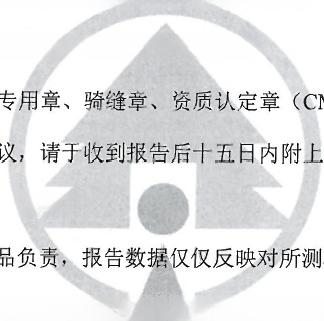 专用章、骑缝章、资质认定章（CM
议，请于收到报告后十五日内附上
品负责，报告数据仅仅反映对所测